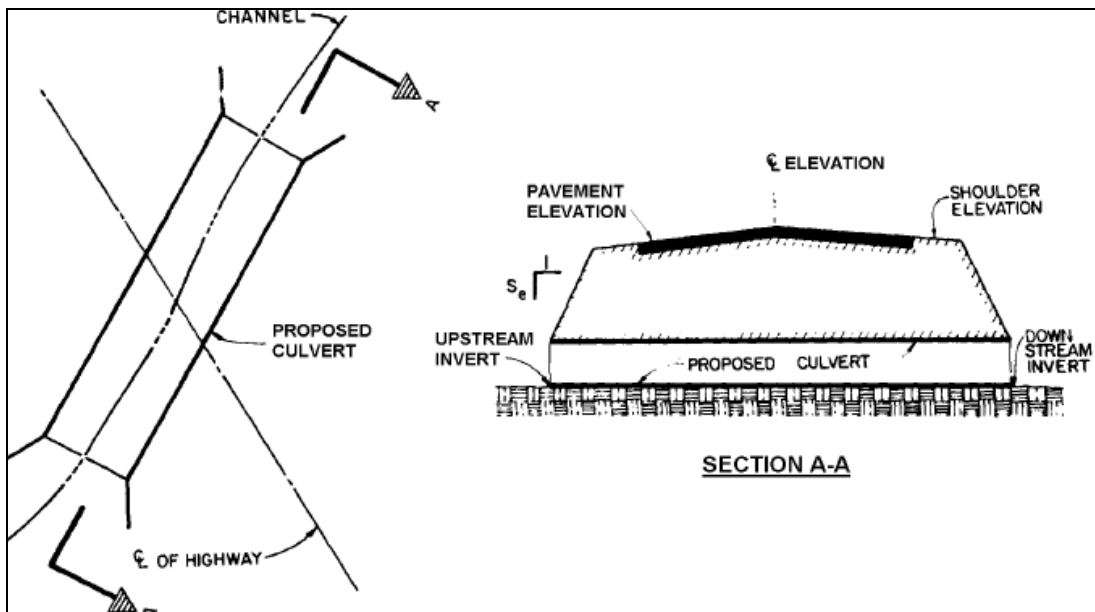 CHANNEL
A
℄ ELEVATION
PAVEMENT
ELEVATION
SHOULDER
ELEVATION
1
Sₑ
PROPOSED
CULVERT
UPSTREAM
INVERT
PROPOSED CULVERT
DOWN
STREAM
INVERT
SECTION A-A
℄ OF HIGHWAY